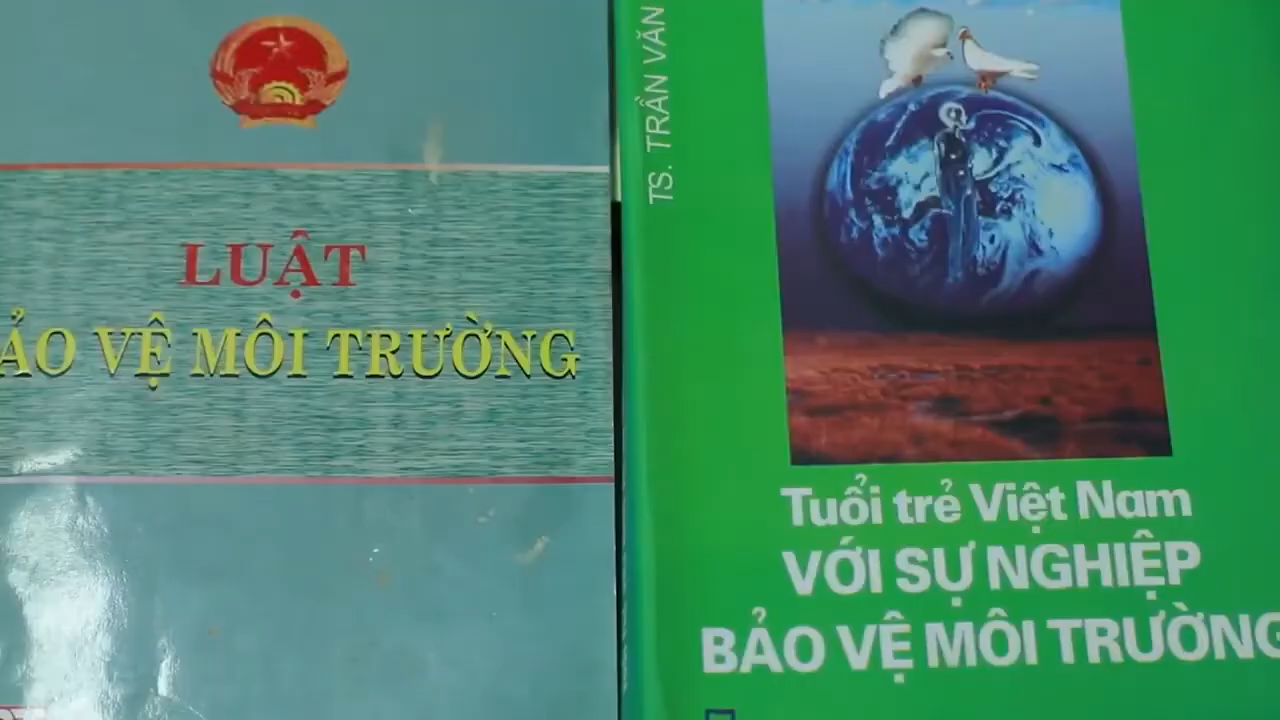 LUẬT
ẢO VỆ MÔI TRƯỜNG
TS. TRẦN VĂN
Tuổi trẻ Việt Nam
VỚI SỰ NGHIỆP
BẢO VỆ MÔI TRƯỜNG